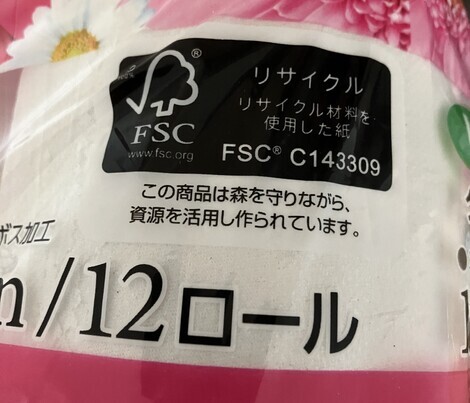 FSC
www.fsc.org
リサイクル
リサイクル材料を
使用した紙
FSC® C143309
この商品は森を守りながら、
資源を活用し作られています。
ボス加工
m/12ロール